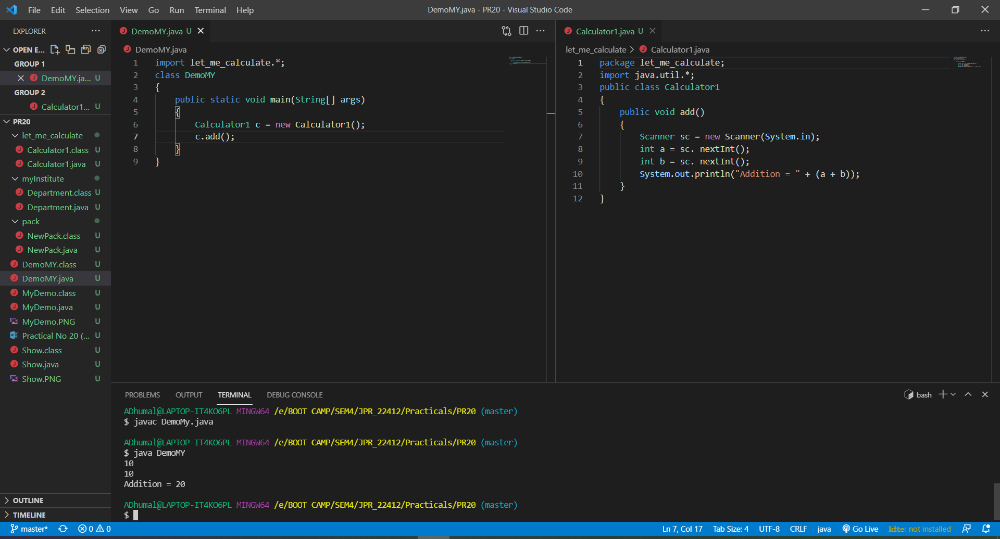 File Edit Selection View Go Run Terminal Help
DemoMY.java - PR20 - Visual Studio Code
EXPLORER
OPEN E...
GROUP 1
DemoMY.ja... U
GROUP 2
Calculator1... U
PR20
let_me_calculate
Calculator1.class U
Calculator1.java U
myInstitute
Department.class U
Department.java U
pack
NewPack.class U
NewPack.java U
DemoMY.class U
DemoMY.java U
MyDemo.class U
MyDemo.java U
MyDemo.PNG U
Practical No 20 (... U
Show.class U
Show.java U
Show.PNG U
OUTLINE
TIMELINE
DemoMY.java U
DemoMY.java
1 import let_me_calculate.*;
2 class DemoMY
3 {
4 public static void main(String[] args)
5 {
6 Calculator1 c = new Calculator1();
7 c.add();
8 }
9 }
Calculator1.java U
let_me_calculate > Calculator1.java
1 package let_me_calculate;
2 import java.util.*;
3 public class Calculator1
4 {
5 public void add()
6 {
7 Scanner sc = new Scanner(System.in);
8 int a = sc. nextInt();
9 int b = sc. nextInt();
10 System.out.println("Addition = " + (a + b));
11 }
12 }
PROBLEMS OUTPUT TERMINAL DEBUG CONSOLE
bash
ADhumal@LAPTOP-IT4KO6PL MINGW64 /e/BOOT CAMP/SEM4/JPR_22412/Practicals/PR20 (master)
$ javac DemoMy.java
ADhumal@LAPTOP-IT4KO6PL MINGW64 /e/BOOT CAMP/SEM4/JPR_22412/Practicals/PR20 (master)
$ java DemoMY
10
10
Addition = 20
ADhumal@LAPTOP-IT4KO6PL MINGW64 /e/BOOT CAMP/SEM4/JPR_22412/Practicals/PR20 (master)
$
master* 0 0
Ln 7, Col 17 Tab Size: 4 UTF-8 CRLF java Go Live kite: not installed